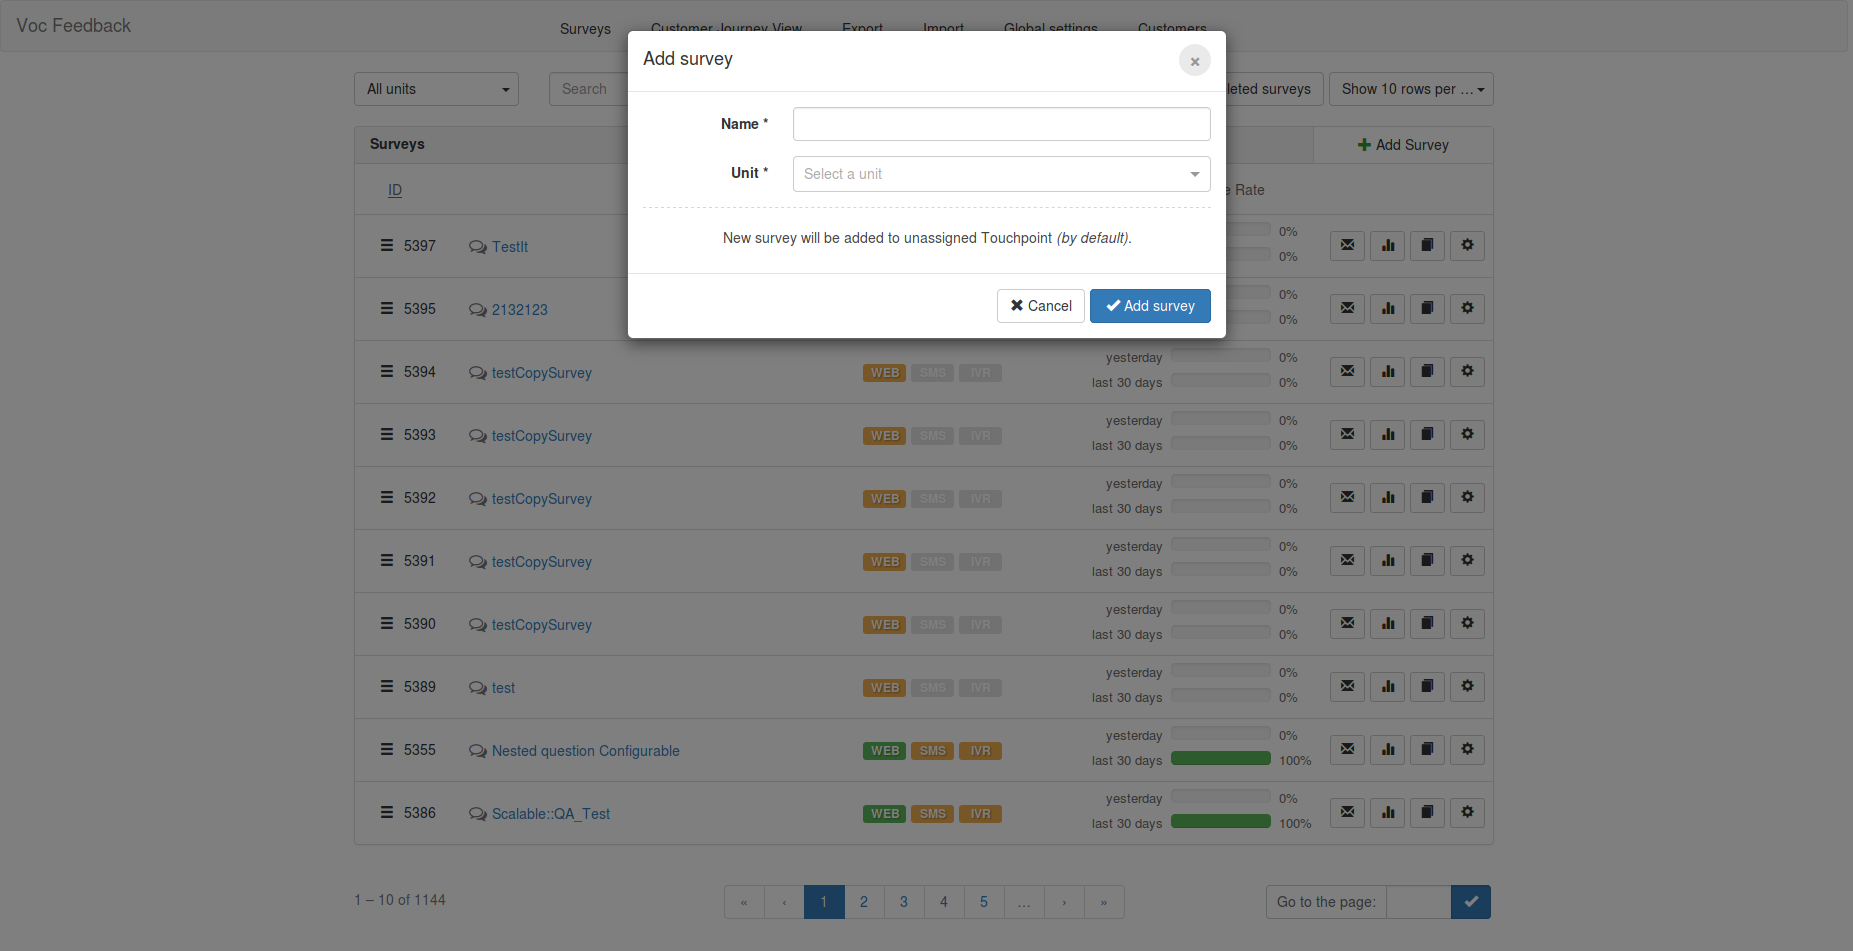 Voc Feedback
Surveys Customer Journey View Export Import Global settings Customers
Add survey
×
All units Search leted surveys Show 10 rows per ...
Name *
Surveys Add Survey
Unit * Select a unit
ID e Rate
New survey will be added to unassigned Touchpoint (by default).
5397 TestIt 0%
0%
Cancel Add survey
5395 2132123 0%
0%
5394 testCopySurvey WEB SMS IVR yesterday 0%
last 30 days 0%
5393 testCopySurvey WEB SMS IVR yesterday 0%
last 30 days 0%
5392 testCopySurvey WEB SMS IVR yesterday 0%
last 30 days 0%
5391 testCopySurvey WEB SMS IVR yesterday 0%
last 30 days 0%
5390 testCopySurvey WEB SMS IVR yesterday 0%
last 30 days 0%
5389 test WEB SMS IVR yesterday 0%
last 30 days 0%
5355 Nested question Configurable WEB SMS IVR yesterday 0%
last 30 days 100%
5386 Scalable::QA_Test WEB SMS IVR yesterday 0%
last 30 days 100%
1 – 10 of 1144 « ‹ 1 2 3 4 5 ... › » Go to the page: